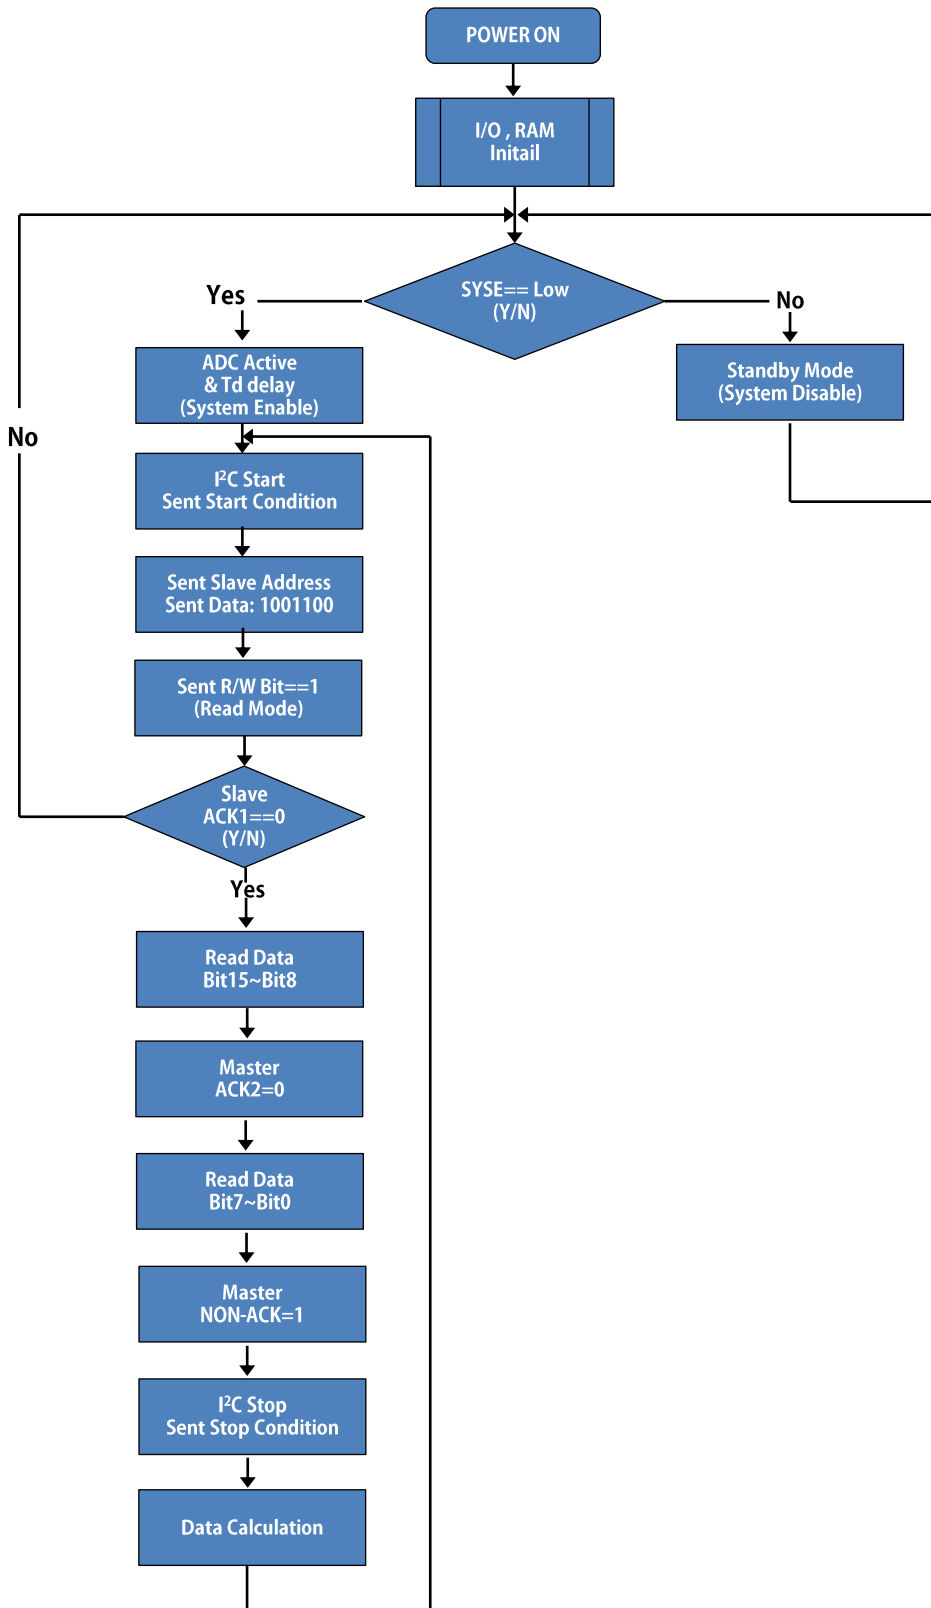 POWER ON
I/O , RAM
Initail
SYSE== Low
(Y/N)
Yes
No
ADC Active
& Td delay
(System Enable)
Standby Mode
(System Disable)
No
I²C Start
Sent Start Condition
Sent Slave Address
Sent Data: 1001100
Sent R/W Bit==1
(Read Mode)
Slave
ACK1==0
(Y/N)
Yes
Read Data
Bit15~Bit8
Master
ACK2=0
Read Data
Bit7~Bit0
Master
NON-ACK=1
I²C Stop
Sent Stop Condition
Data Calculation